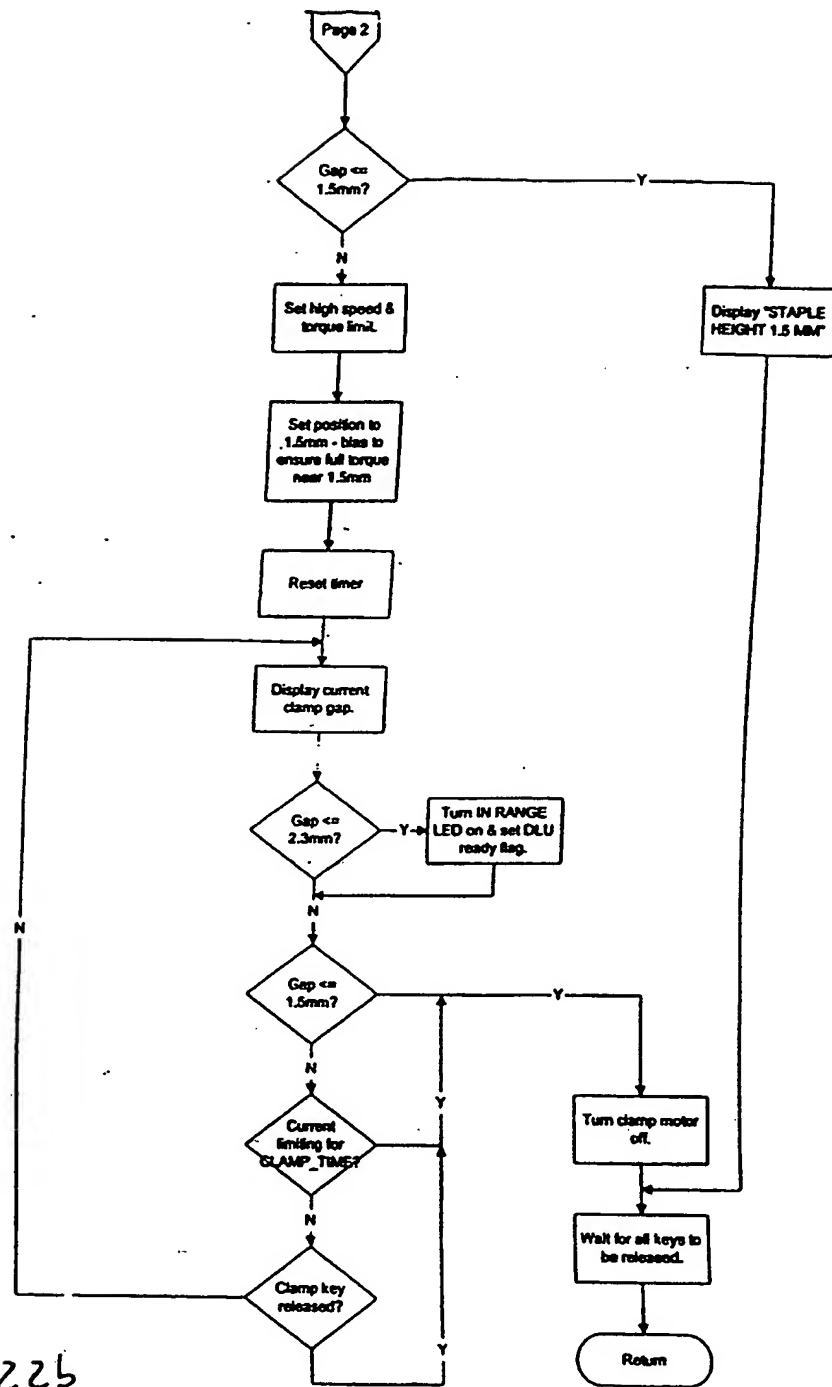 Page 2
Gap <=
1.5mm?
Y
N
Set high speed &
torque limit.
Display "STAPLE
HEIGHT 1.5 MM"
Set position to
1.5mm - bias to
ensure full torque
near 1.5mm
Reset timer
Display current
clamp gap.
Gap <=
2.3mm?
Y
Turn IN RANGE
LED on & set DLU
ready flag.
N
N
Gap <=
1.5mm?
Y
N
Y
Current
limiting for
CLAMP_TIME?
Turn clamp motor
off.
N
Wait for all keys to
be released.
Clamp key
released?
Y
Return
22b